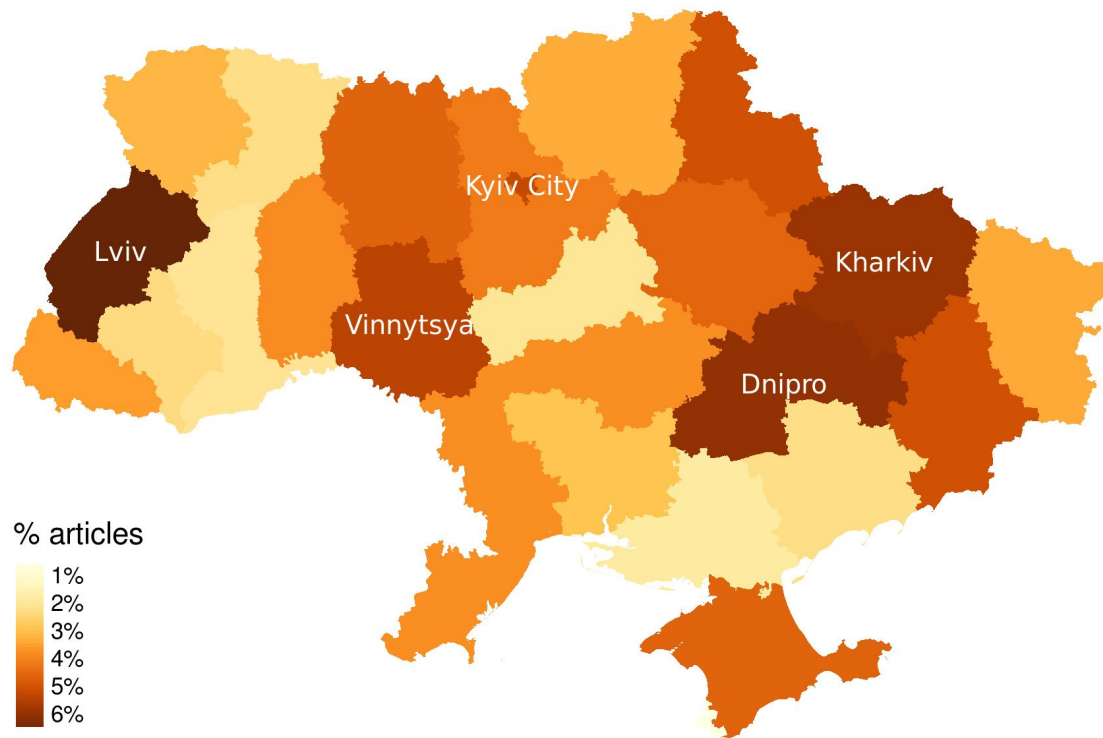 Kyiv City
Lviv
Kharkiv
Vinnytsya
Dnipro
% articles
1%
2%
3%
4%
5%
6%